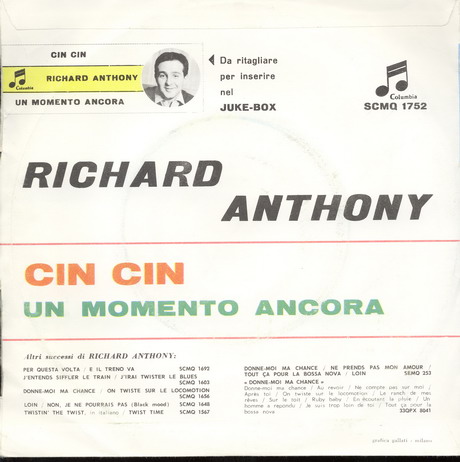 CIN CIN
Columbia
RICHARD ANTHONY
UN MOMENTO ANCORA
Da ritagliare
per inserire
nel
JUKE-BOX
Columbia
SCMQ 1752
RICHARD
ANTHONY
CIN CIN
UN MOMENTO ANCORA
Altri successi di RICHARD ANTHONY:
PER QUESTA VOLTA / E IL TRENO VA SCMQ 1692
J'ENTENDS SIFFLER LE TRAIN / J'IRAI TWISTER LE BLUES
SCMQ 1603
DONNE-MOI MA CHANCE / ON TWISTE SUR LE LOCOMOTION
SCMQ 1656
LOIN / NON, JE NE POURRAIS PAS (Black mood) SCMQ 1648
TWISTIN' THE TWIST, in italiano / TWIST TIME SCMQ 1567
DONNE-MOI MA CHANCE / NE PRENDS PAS MON AMOUR /
TOUT ÇA POUR LA BOSSA NOVA / LOIN SEMQ 253
« DONNE-MOI MA CHANCE »
Donne-moi ma chance / Au revoir / Ne compte pas sur moi /
Après toi / On twiste sur le locomotion / Le ranch de mes
rêves / Sur le toit / Ruby Baby / En écoutant la pluie / Un
homme a répondu / Je suis trop loin de toi / Tout ça pour la
bossa nova 33QPX 8041
grafica gallati - milano